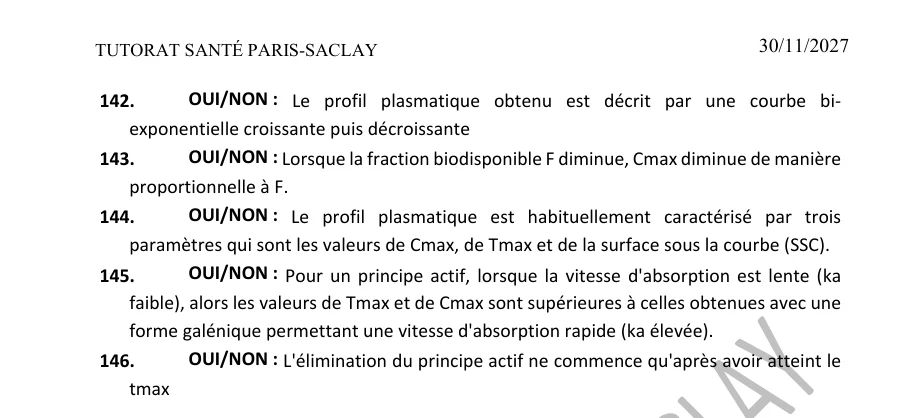 TUTORAT SANTÉ PARIS-SACLAY
30/11/2027
142. OUI/NON : Le profil plasmatique obtenu est décrit par une courbe bi-
exponentielle croissante puis décroissante
143. OUI/NON : Lorsque la fraction biodisponible F diminue, Cmax diminue de manière
proportionnelle à F.
144. OUI/NON : Le profil plasmatique est habituellement caractérisé par trois
paramètres qui sont les valeurs de Cmax, de Tmax et de la surface sous la courbe (SSC).
145. OUI/NON : Pour un principe actif, lorsque la vitesse d'absorption est lente (ka
faible), alors les valeurs de Tmax et de Cmax sont supérieures à celles obtenues avec une
forme galénique permettant une vitesse d'absorption rapide (ka élevée).
146. OUI/NON : L'élimination du principe actif ne commence qu'après avoir atteint le
tmax
LAY